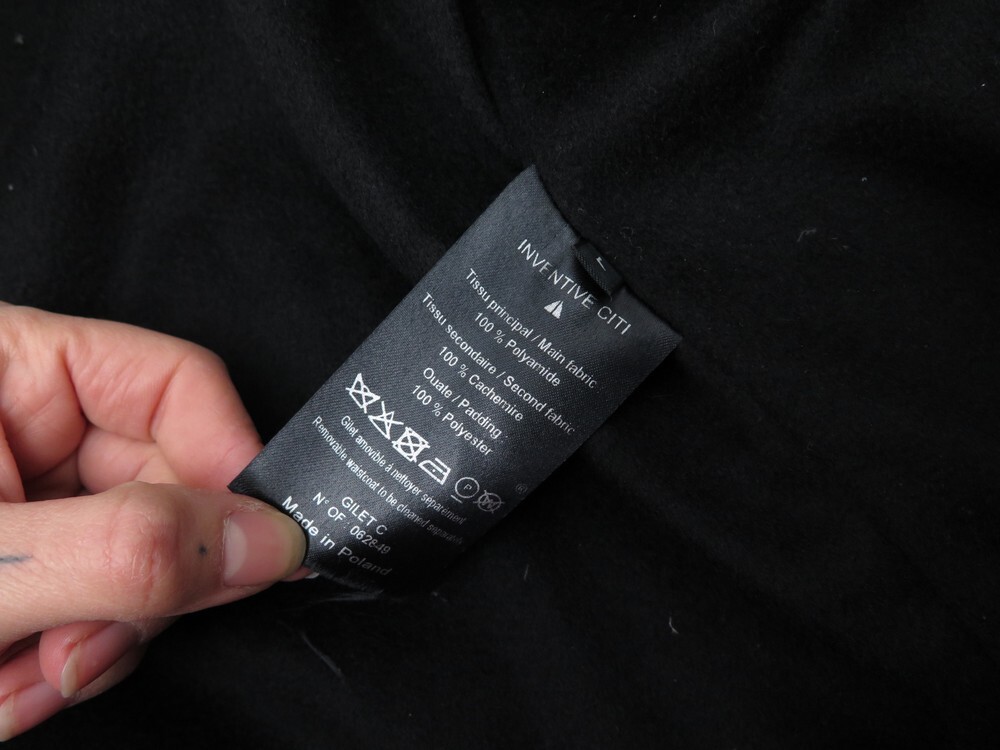 INVENTIVE CITI
Tissu principal / Main fabric
100 % Polyamide
Tissu secondaire / Second fabric
100 % Cachemire
Ouate / Padding
100 % Polyester
P
W
Gilet amovible à nettoyer separement
Removable waistcoat to be cleaned separately
GILET C
N° OF : 062849
Made in Poland